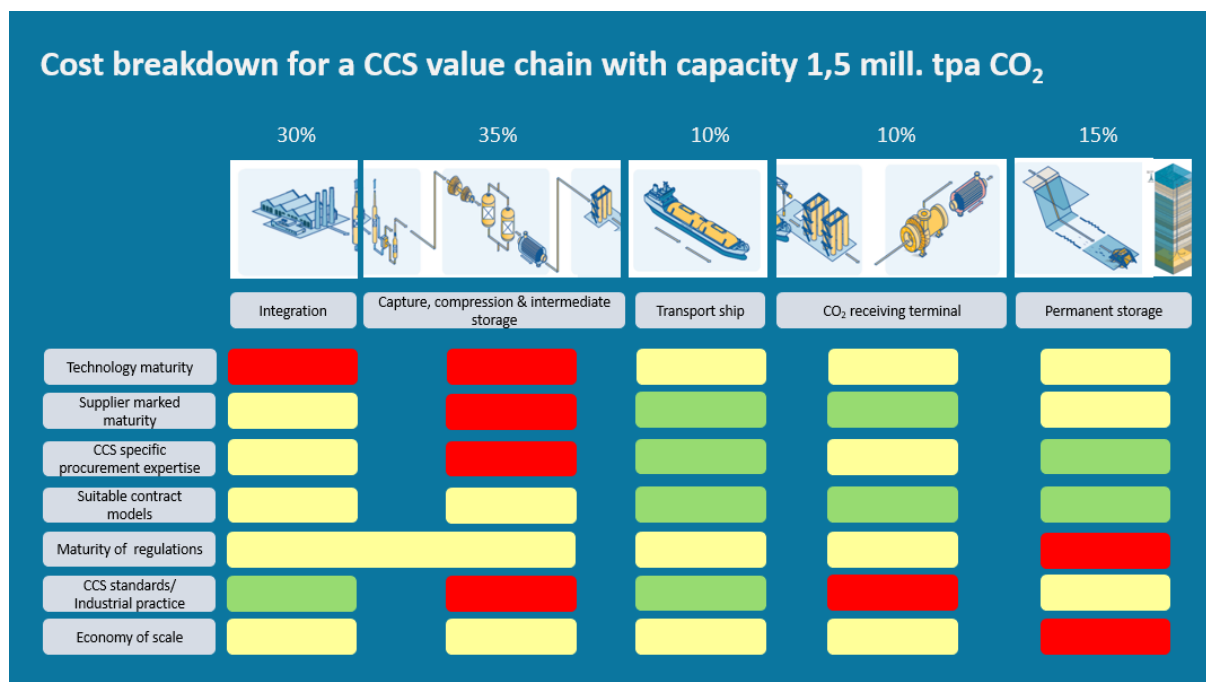 Cost breakdown for a CCS value chain with capacity 1,5 mill. tpa CO₂
30% 35% 10% 10% 15%
Integration
Capture, compression & intermediate
storage
Transport ship
CO₂ receiving terminal
Permanent storage
Technology maturity
Supplier marked
maturity
CCS specific
procurement expertise
Suitable contract
models
Maturity of regulations
CCS standards/
Industrial practice
Economy of scale